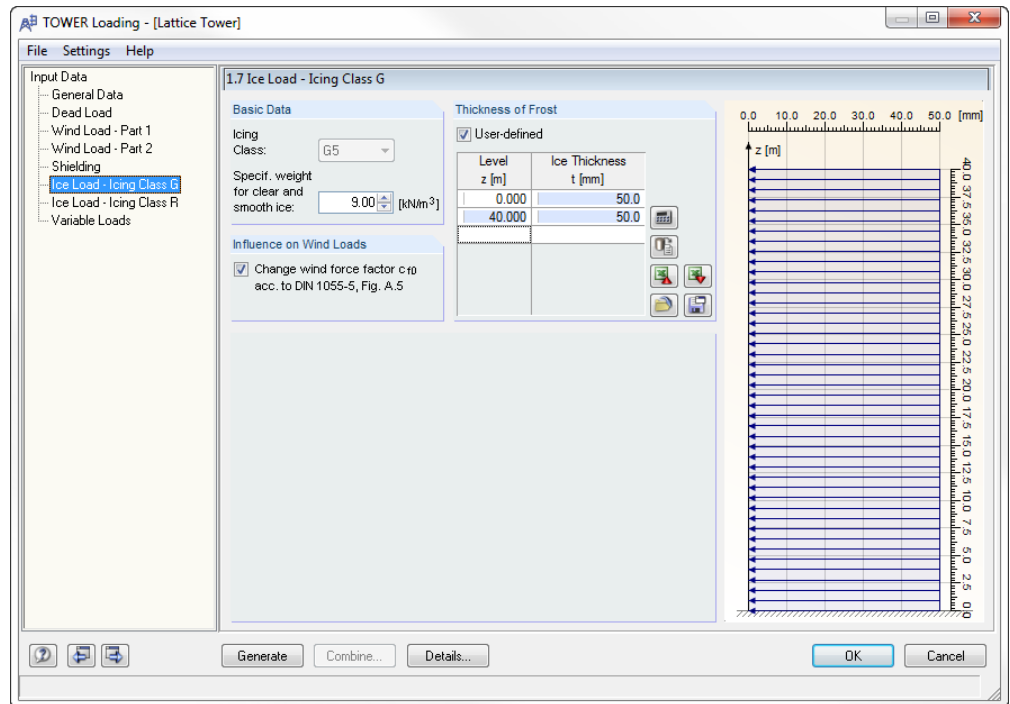 TOWER Loading - [Lattice Tower]
File Settings Help
Input Data
General Data
Dead Load
Wind Load - Part 1
Wind Load - Part 2
Shielding
Ice Load - Icing Class G
Ice Load - Icing Class R
Variable Loads
1.7 Ice Load - Icing Class G
Basic Data
Icing
Class:
G5
Specif. weight
for clear and
smooth ice:
9.00 [kN/m3]
Influence on Wind Loads
Change wind force factor c f0
acc. to DIN 1055-5, Fig. A.5
Thickness of Frost
User-defined
Level Ice Thickness
z [m] t [mm]
0.000 50.0
40.000 50.0
0.0 10.0 20.0 30.0 40.0 50.0 [mm]
z [m]
40.0 37.5 35.0 32.5 30.0 27.5 25.0 22.5 20.0 17.5 15.0 12.5 10.0 7.5 5.0 2.5 0.0
Generate Combine... Details... OK Cancel